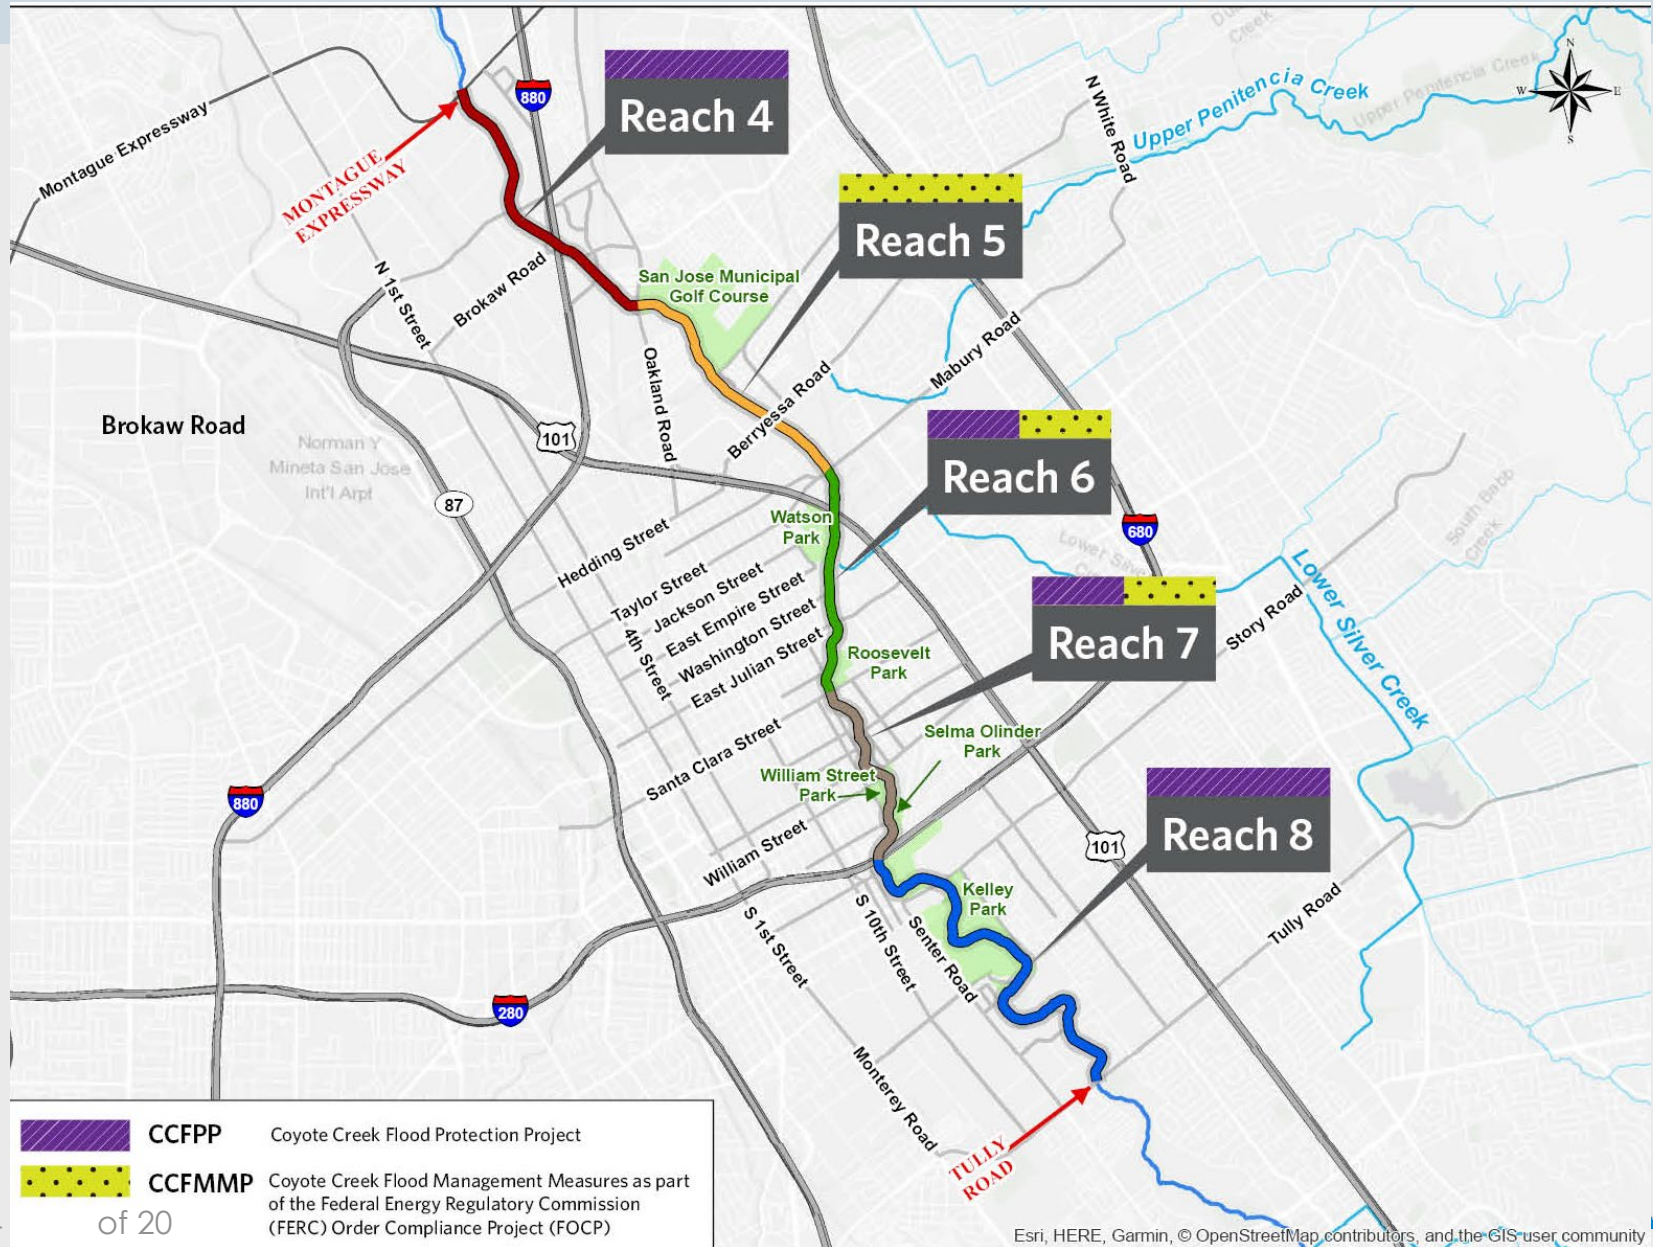 880
Reach 4
Montague Expressway
MONTAGUE
EXPRESSWAY
N White Road
Upper Penitencia Creek
Upper Penitencia Creek
N
W
E
S
Reach 5
San Jose Municipal
Golf Course
N 1st Street
Brokaw Road
Oakland Road
Berryessa Road
Mabury Road
Brokaw Road
Norman Y
Mineta San Jose
Int'l Arpt
101
87
Reach 6
680
Watson
Park
Hedding Street
Taylor Street
Jackson Street
East Empire Street
Washington Street
East Julian Street
4th Street
Roosevelt
Park
Reach 7
South Babb
Creek
Story Road
Lower Silver Creek
Santa Clara Street
Selma Olinder
Park
William Street
Park
William Street
880
Reach 8
101
Kelley
Park
Tully Road
S 1st Street
S 10th Street
Senter Road
280
Monterey Road
TULLY
ROAD
CCFPP Coyote Creek Flood Protection Project
CCFMMP Coyote Creek Flood Management Measures as part
of the Federal Energy Regulatory Commission
(FERC) Order Compliance Project (FOCP)
of 20
Esri, HERE, Garmin, © OpenStreetMap contributors, and the GIS user community